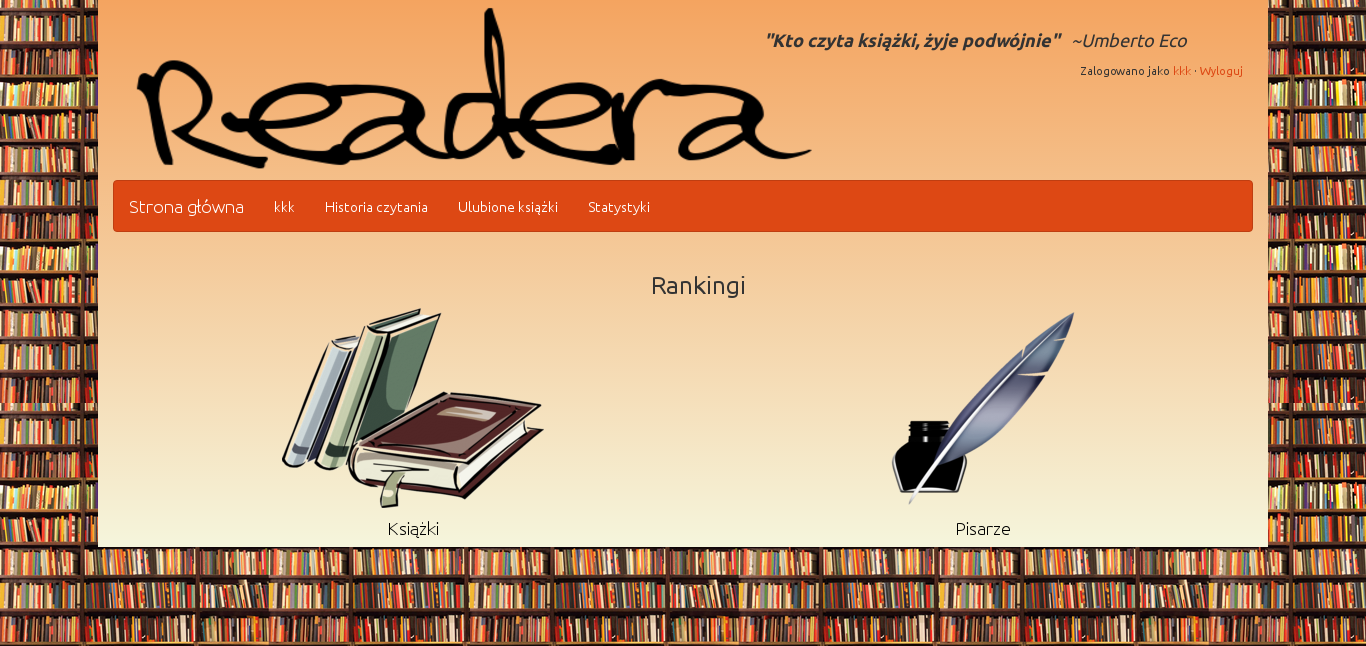 Readera
"Kto czyta książki, żyje podwójnie" ~Umberto Eco
Zalogowano jako kkk · Wyloguj
Strona główna kkk Historia czytania Ulubione książki Statystyki
Rankingi
Książki Pisarze